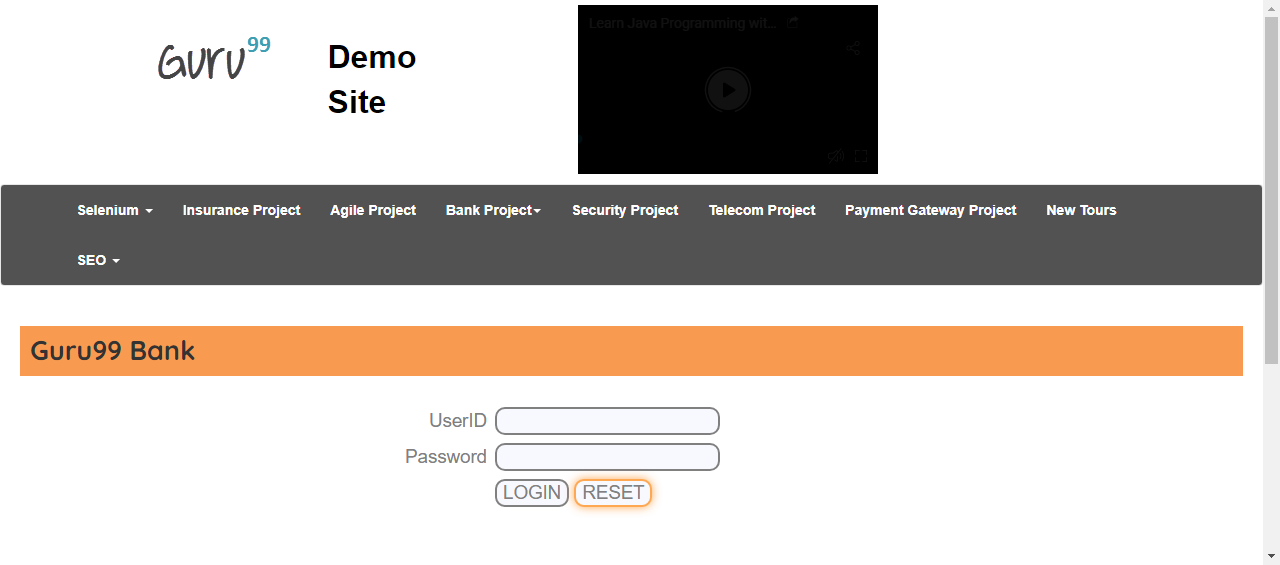 Guru99
Demo
Site
Learn Java Programming wit...
Selenium
Insurance Project
Agile Project
Bank Project
Security Project
Telecom Project
Payment Gateway Project
New Tours
SEO
Guru99 Bank
UserID
Password
LOGIN RESET